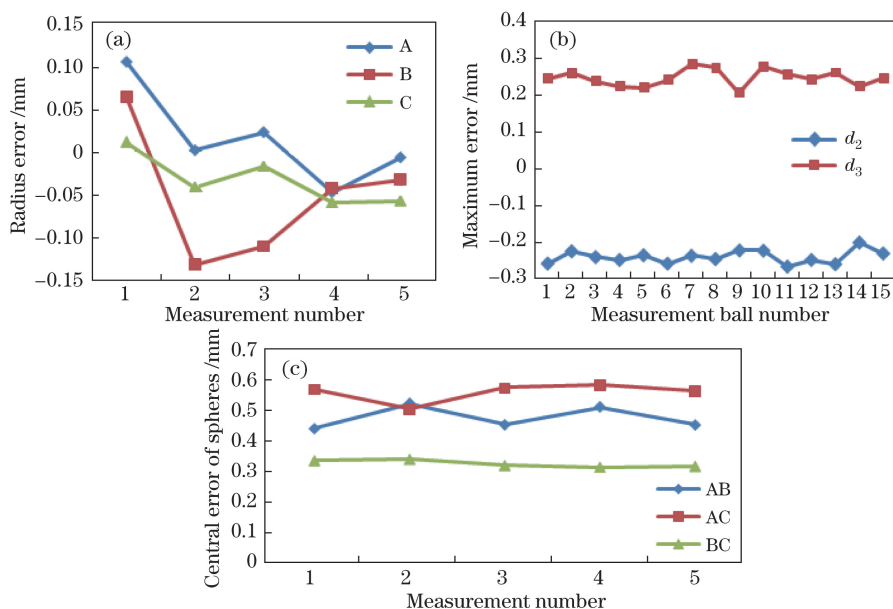 (a)
Radius error /mm
0.15
0.10
0.05
0
−0.05
−0.10
−0.15
A
B
C
1 2 3 4 5
Measurement number
(b)
Maximum error /mm
0.4
0.3
0.2
0.1
0
−0.1
−0.2
−0.3
d₂
d₃
1 2 3 4 5 6 7 8 9 10 11 12 13 14 15
Measurement ball number
(c)
Central error of spheres /mm
0.7
0.6
0.5
0.4
0.3
0.2
0.1
0
AB
AC
BC
1 2 3 4 5
Measurement number